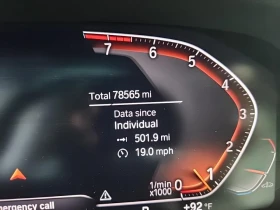 7 6 5 4 3 2 1 0
Total 78565 mi
Data since
Individual
501.9 mi
19.0 mph
1/min
x1000
ergency call
+92°F